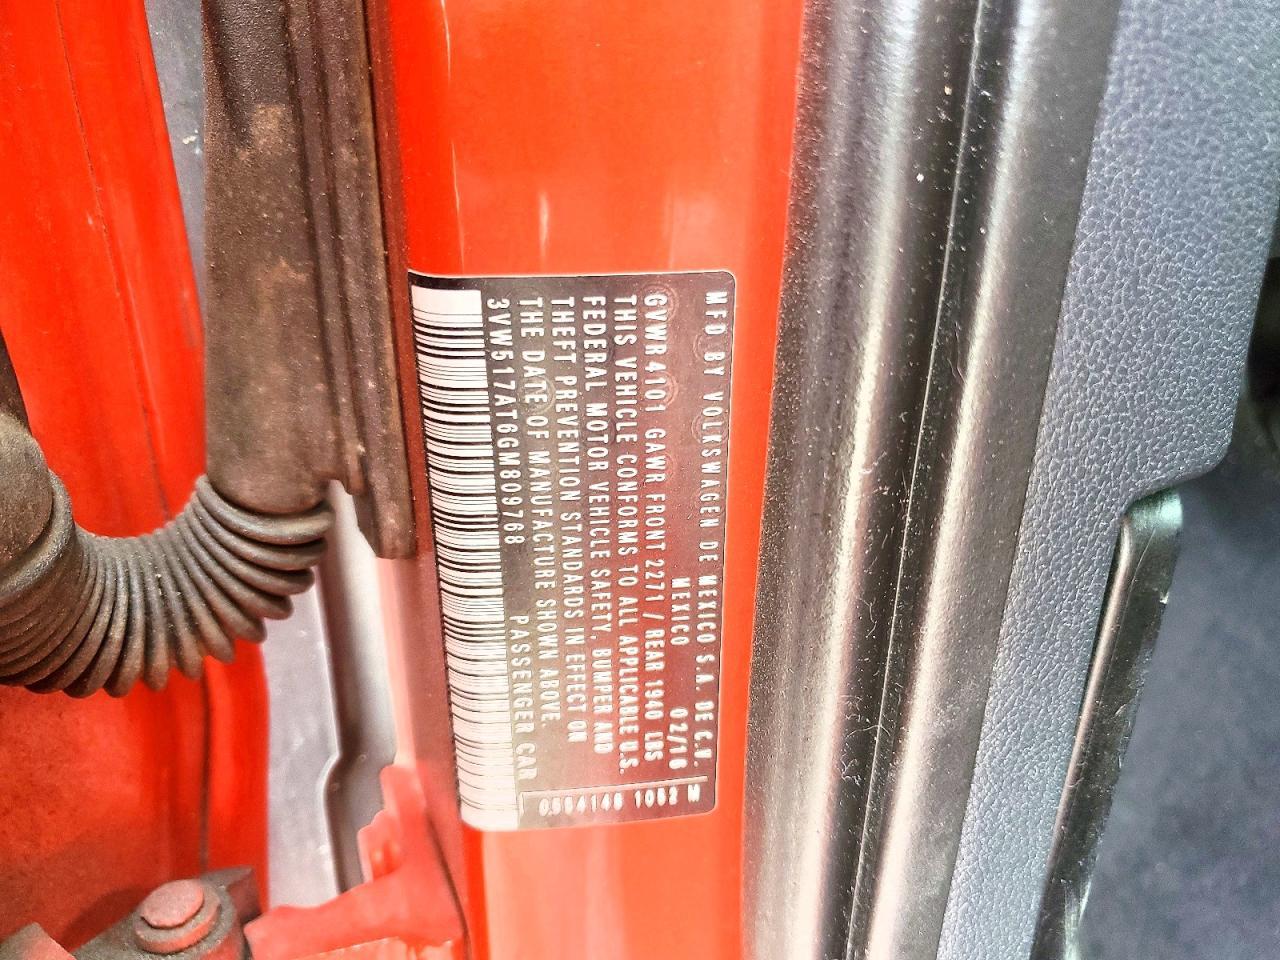 MFD BY VOLKSWAGEN DE MEXICO S.A. DE C.V.
MEXICO 02/16
GVWR 4101 GAWR FRONT 2271 / REAR 1940 LBS
THIS VEHICLE CONFORMS TO ALL APPLICABLE U.S.
FEDERAL MOTOR VEHICLE SAFETY, BUMPER AND
THEFT PREVENTION STANDARDS IN EFFECT ON
THE DATE OF MANUFACTURE SHOWN ABOVE.
3VW517AT6GM809768 PASSENGER CAR
M